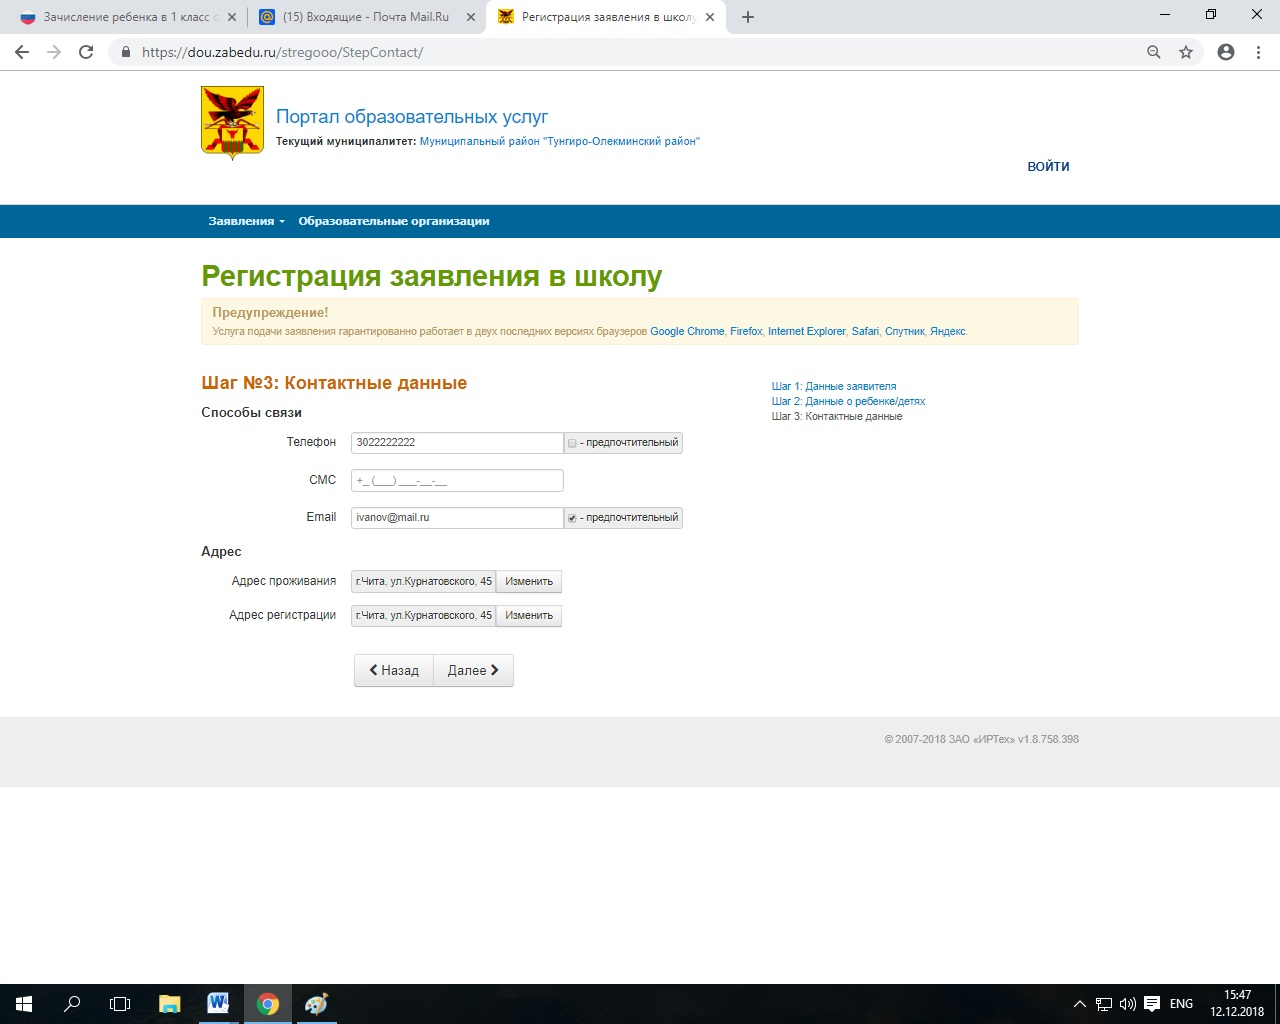 Зачисление ребенка в 1 класс о
(15) Входящие - Почта Mail.Ru
Регистрация заявления в школу
https://dou.zabedu.ru/stregooo/StepContact/
Портал образовательных услуг
Текущий муниципалитет: Муниципальный район "Тунгиро-Олекминский район"
ВОЙТИ
Заявления Образовательные организации
Регистрация заявления в школу
Предупреждение!
Услуга подачи заявления гарантированно работает в двух последних версиях браузеров Google Chrome, Firefox, Internet Explorer, Safari, Спутник, Яндекс.
Шаг №3: Контактные данные
Способы связи
Телефон 3022222222 - предпочтительный
СМС +_ (___) ___-__-__
Email ivanov@mail.ru - предпочтительный
Адрес
Адрес проживания г.Чита, ул.Курнатовского, 45 Изменить
Адрес регистрации г.Чита, ул.Курнатовского, 45 Изменить
Назад Далее
Шаг 1: Данные заявителя
Шаг 2: Данные о ребенке/детях
Шаг 3: Контактные данные
© 2007-2018 ЗАО «ИРТех» v1.8.758.398
ENG
15:47
12.12.2018